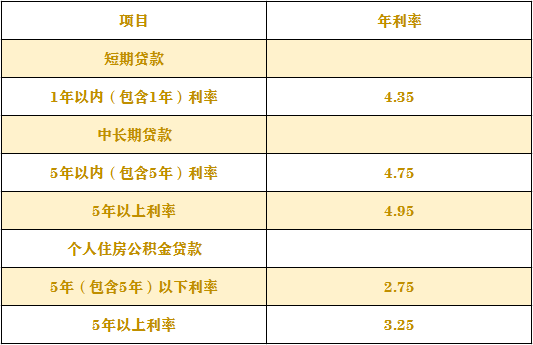 项目 年利率
短期贷款
1年以内（包含1年）利率 4.35
中长期贷款
5年以内（包含5年）利率 4.75
5年以上利率 4.95
个人住房公积金贷款
5年（包含5年）以下利率 2.75
5年以上利率 3.25